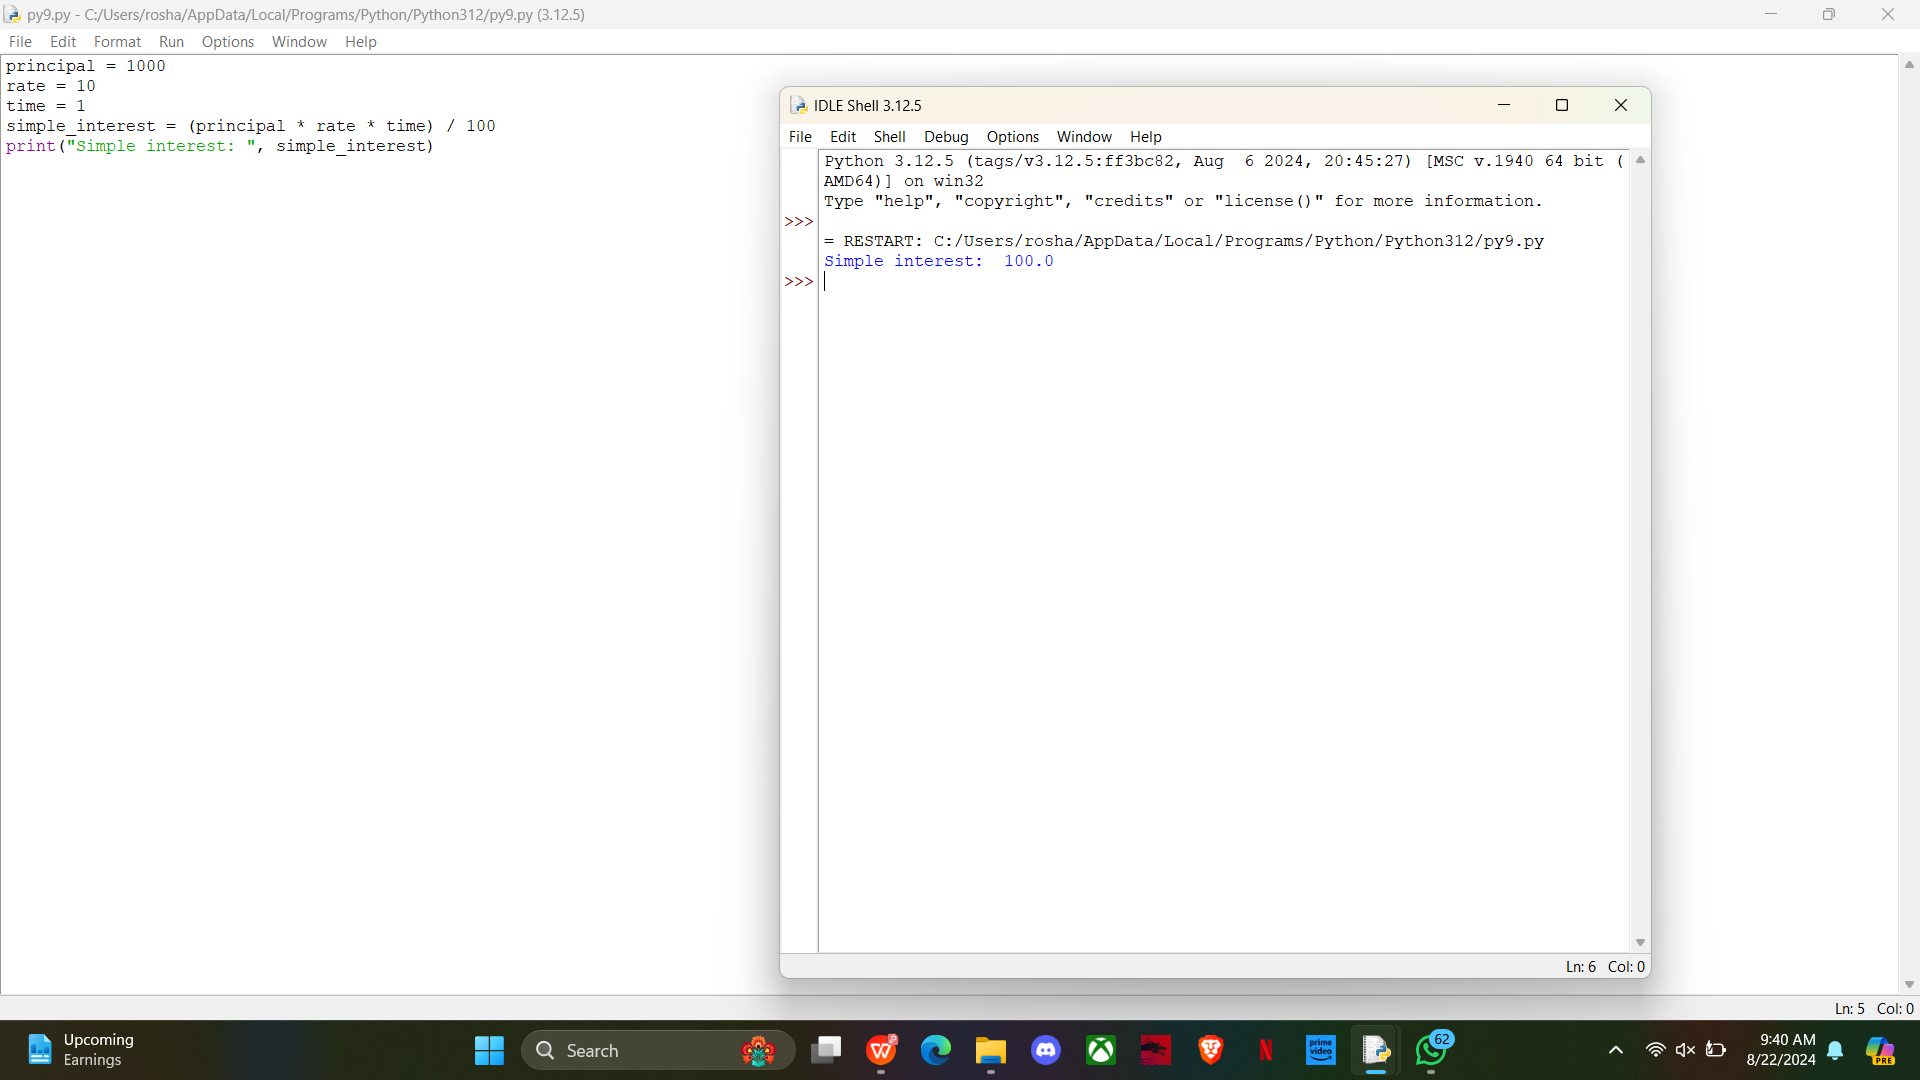 py9.py - C:/Users/rosha/AppData/Local/Programs/Python/Python312/py9.py (3.12.5)
File Edit Format Run Options Window Help
principal = 1000
rate = 10
time = 1
simple_interest = (principal * rate * time) / 100
print("Simple interest: ", simple_interest)
IDLE Shell 3.12.5
File Edit Shell Debug Options Window Help
Python 3.12.5 (tags/v3.12.5:ff3bc82, Aug  6 2024, 20:45:27) [MSC v.1940 64 bit (
AMD64)] on win32
Type "help", "copyright", "credits" or "license()" for more information.
>>>
= RESTART: C:/Users/rosha/AppData/Local/Programs/Python/Python312/py9.py
Simple interest:  100.0
>>>
Ln: 6 Col: 0
Ln: 5 Col: 0
Upcoming
Earnings
Search
W
prime video
N
62
9:40 AM
8/22/2024
PRE